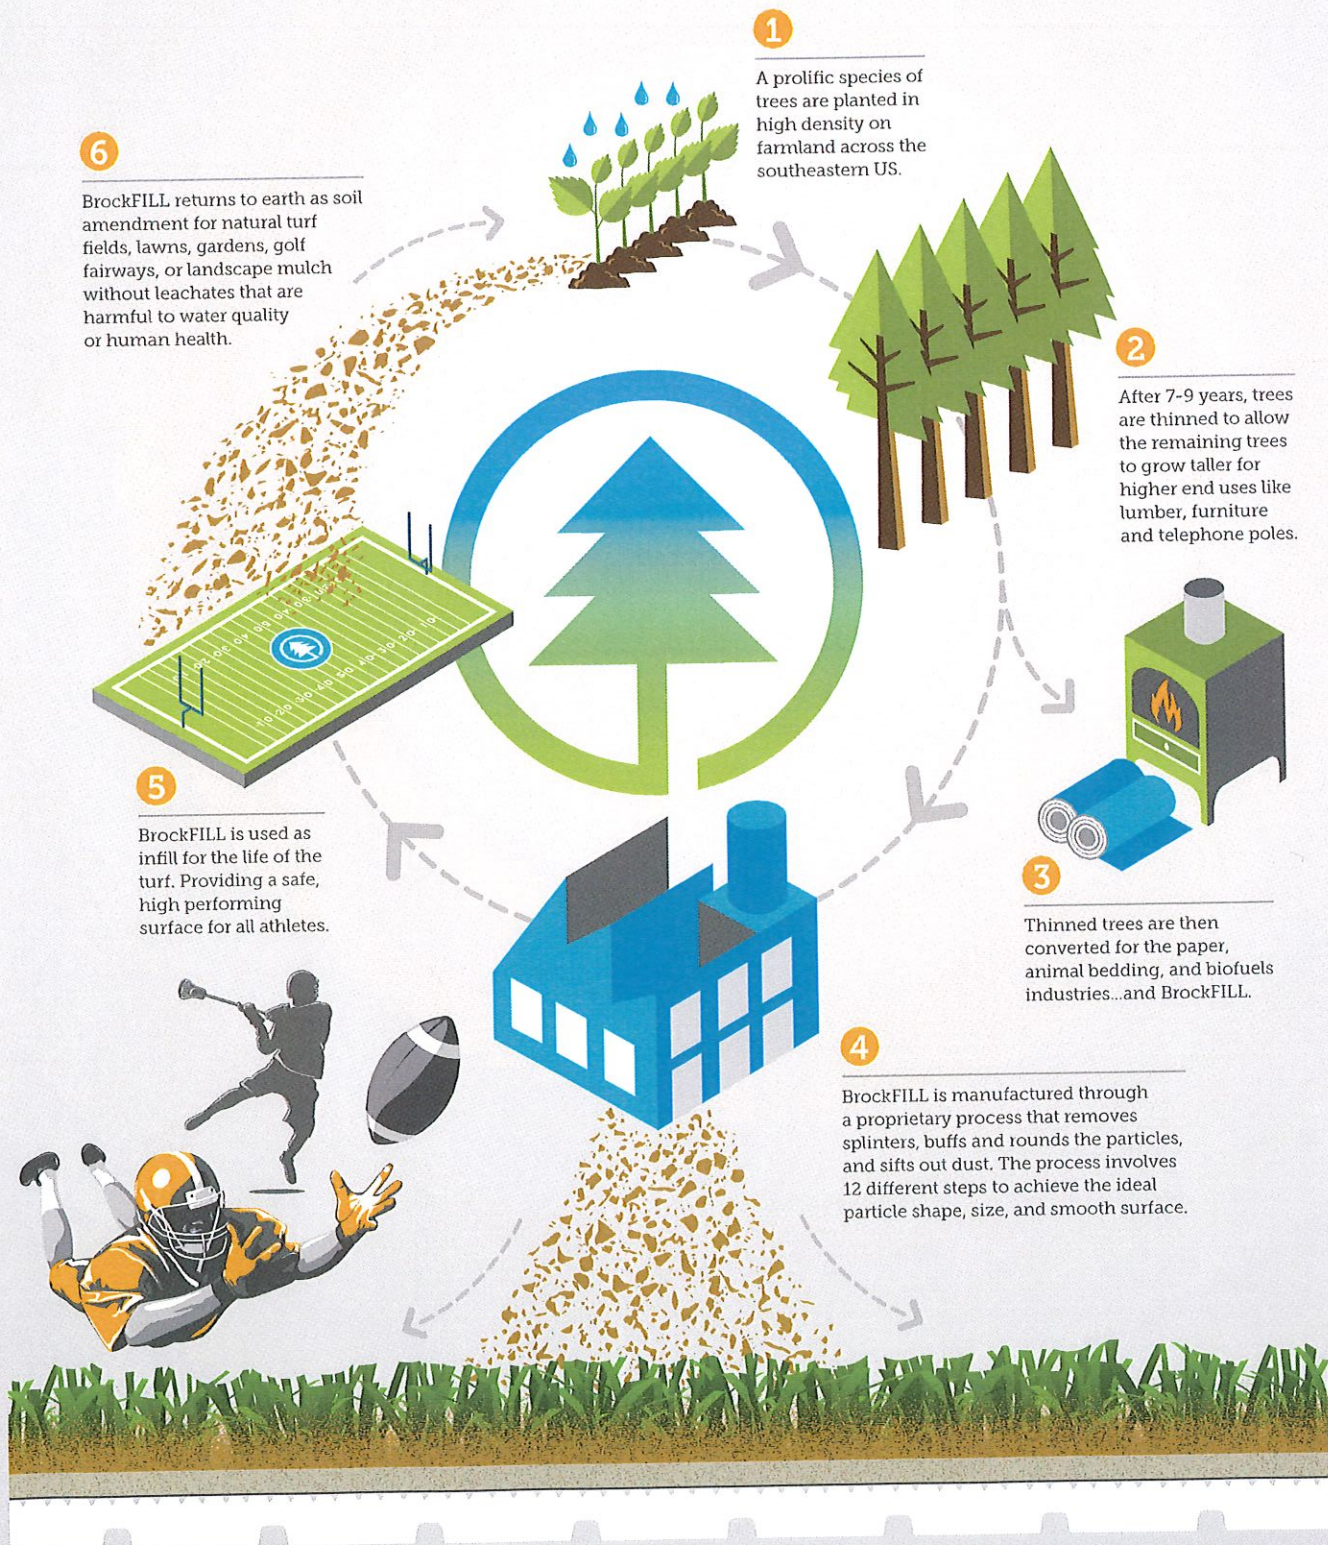 1
A prolific species of
trees are planted in
high density on
farmland across the
southeastern US.
2
After 7-9 years, trees
are thinned to allow
the remaining trees
to grow taller for
higher end uses like
lumber, furniture
and telephone poles.
3
Thinned trees are then
converted for the paper,
animal bedding, and biofuels
industries...and BrockFILL.
4
BrockFILL is manufactured through
a proprietary process that removes
splinters, buffs and rounds the particles,
and sifts out dust. The process involves
12 different steps to achieve the ideal
particle shape, size, and smooth surface.
5
BrockFILL is used as
infill for the life of the
turf. Providing a safe,
high performing
surface for all athletes.
6
BrockFILL returns to earth as soil
amendment for natural turf
fields, lawns, gardens, golf
fairways, or landscape mulch
without leachates that are
harmful to water quality
or human health.